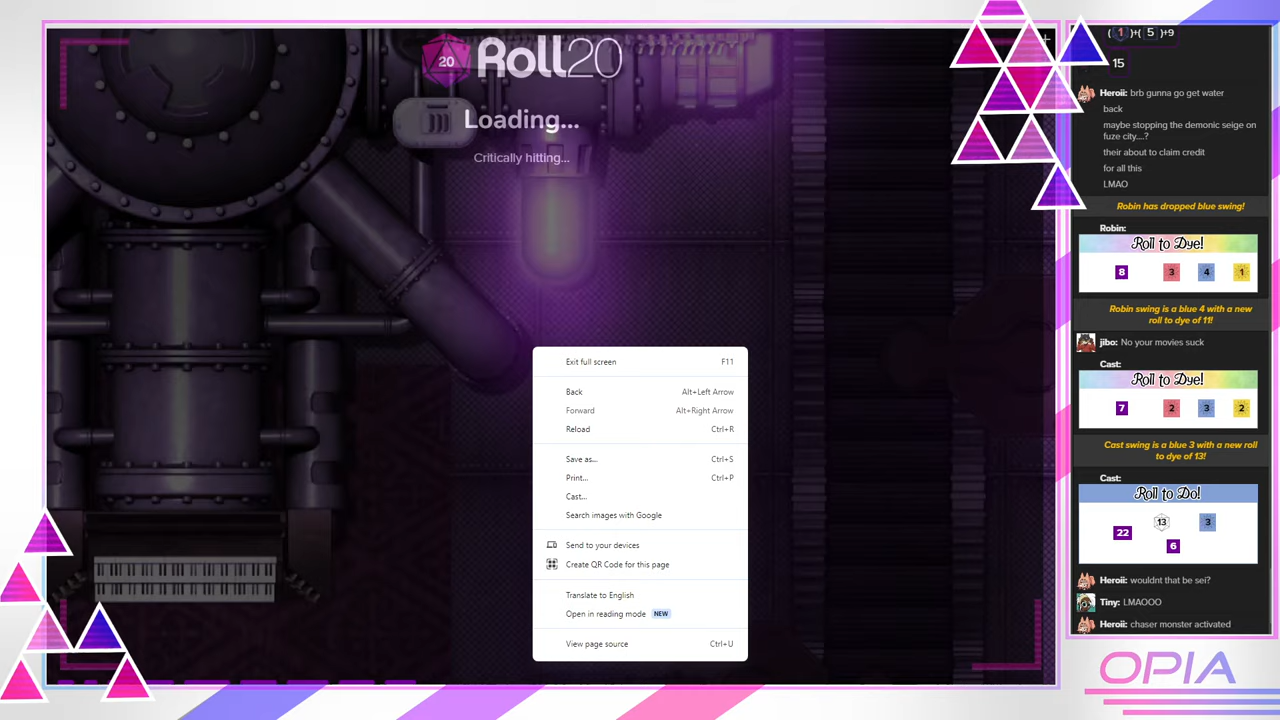 20 Roll20
Loading...
Critically hitting...
Exit full screen F11
Back Alt+Left Arrow
Forward Alt+Right Arrow
Reload Ctrl+R
Save as... Ctrl+S
Print... Ctrl+P
Cast...
Search images with Google
Send to your devices
Create QR Code for this page
Translate to English
Open in reading mode NEW
View page source Ctrl+U
(1)+(5)+9
15
Heroii: brb gunna go get water
back
maybe stopping the demonic seige on
fuze city....?
their about to claim credit
for all this
LMAO
Robin has dropped blue swing!
Robin:
Roll to Dye!
8 3 4 1
Robin swing is a blue 4 with a new
roll to dye of 11!
jibo: No your movies suck
Cast:
Roll to Dye!
7 2 3 2
Cast swing is a blue 3 with a new roll
to dye of 13!
Cast:
Roll to Do!
22 13 3
6
Heroii: wouldnt that be sei?
Tiny: LMAOOO
Heroii: chaser monster activated
OPIA